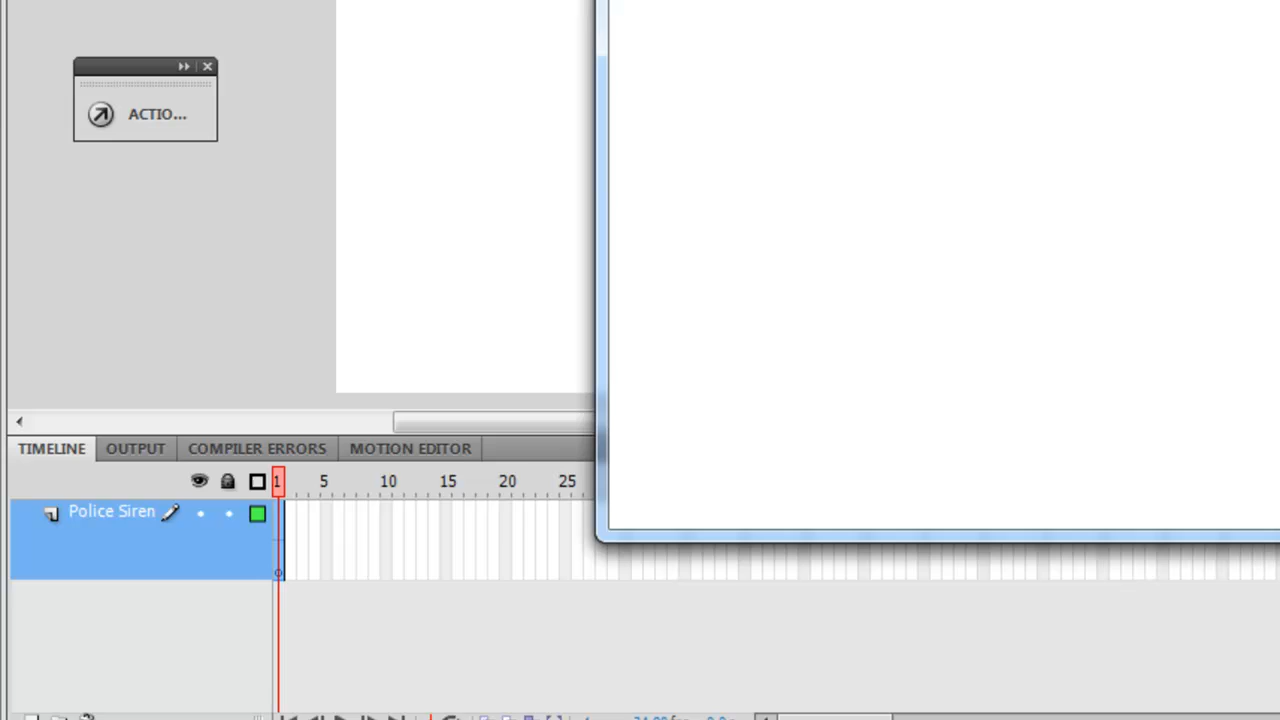 ACTIO...
TIMELINE OUTPUT COMPILER ERRORS MOTION EDITOR
1 5 10 15 20 25
Police Siren